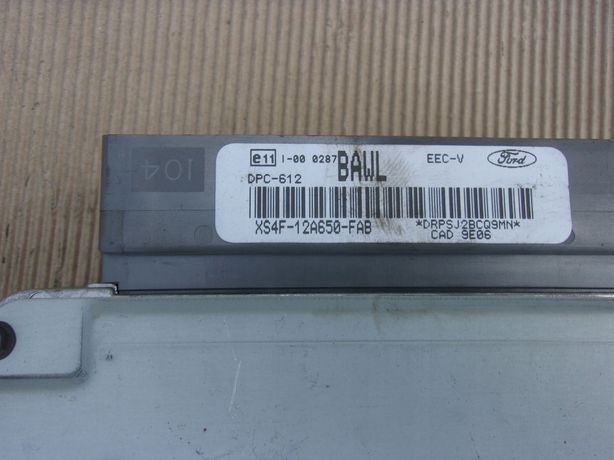 104
e11 I-00 0287 BAWL EEC-V Ford
DPC-612
XS4F-12A650-FAB *DRPSJ2BCQ9MN*
CAD 9E06